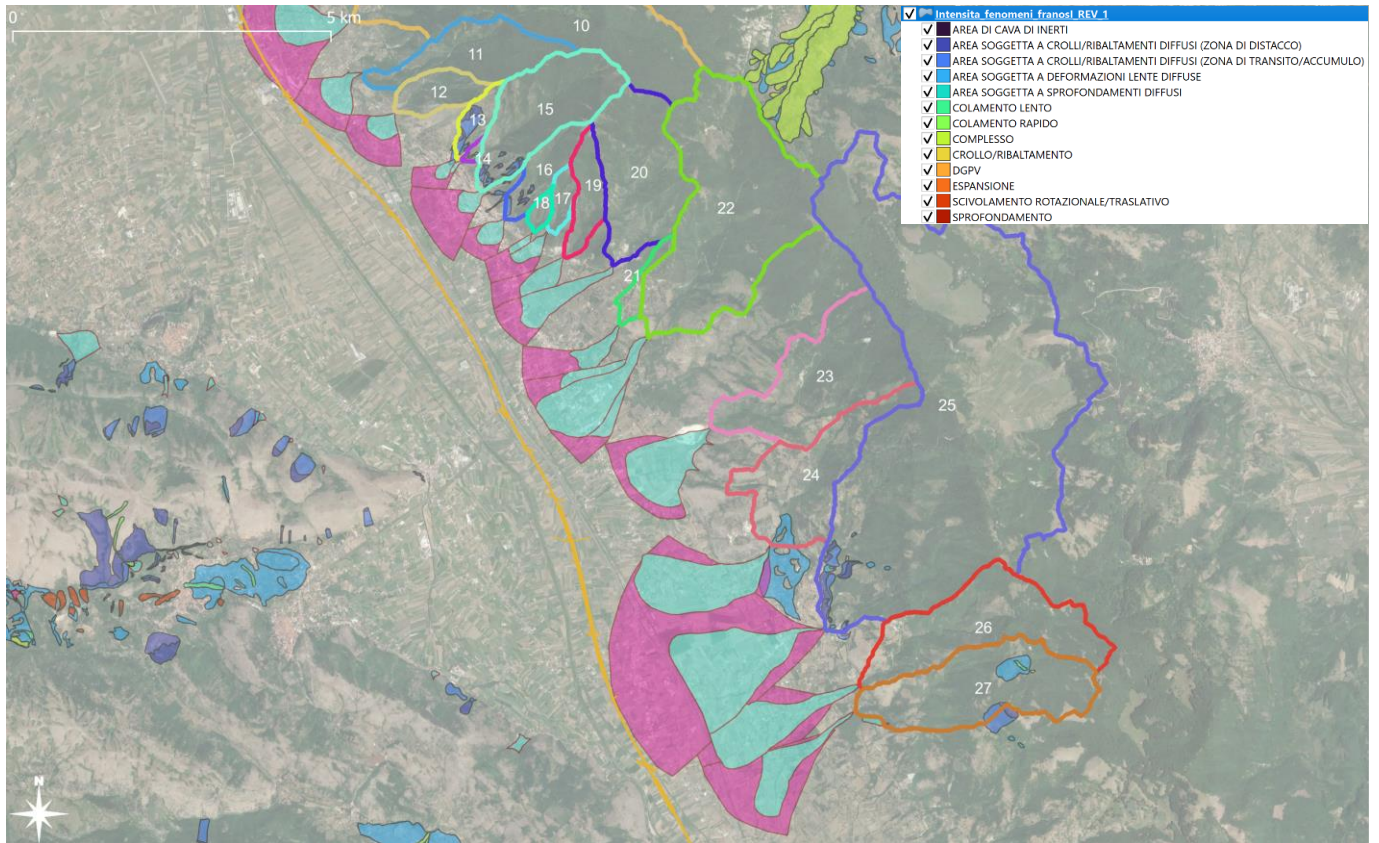 0
5 km
10
11
12
13
14
15
16
17
18
19
20
21
22
23
24
25
26
27
N
Intensita_fenomeni_franosI_REV_1
AREA DI CAVA DI INERTI
AREA SOGGETTA A CROLLI/RIBALTAMENTI DIFFUSI (ZONA DI DISTACCO)
AREA SOGGETTA A CROLLI/RIBALTAMENTI DIFFUSI (ZONA DI TRANSITO/ACCUMULO)
AREA SOGGETTA A DEFORMAZIONI LENTE DIFFUSE
AREA SOGGETTA A SPROFONDAMENTI DIFFUSI
COLAMENTO LENTO
COLAMENTO RAPIDO
COMPLESSO
CROLLO/RIBALTAMENTO
DGPV
ESPANSIONE
SCIVOLAMENTO ROTAZIONALE/TRASLATIVO
SPROFONDAMENTO